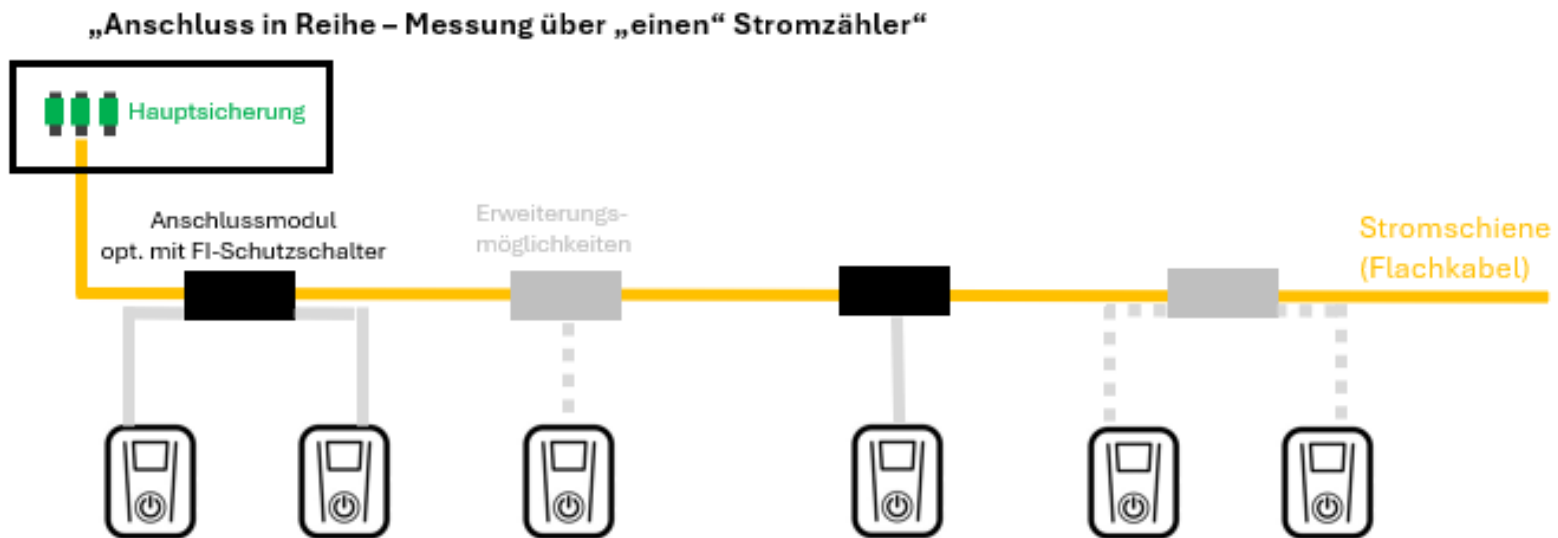 „Anschluss in Reihe – Messung über „einen“ Stromzähler“
Hauptsicherung
Anschlussmodul
opt. mit FI-Schutzschalter
Erweiterungs-
möglichkeiten
Stromschiene
(Flachkabel)